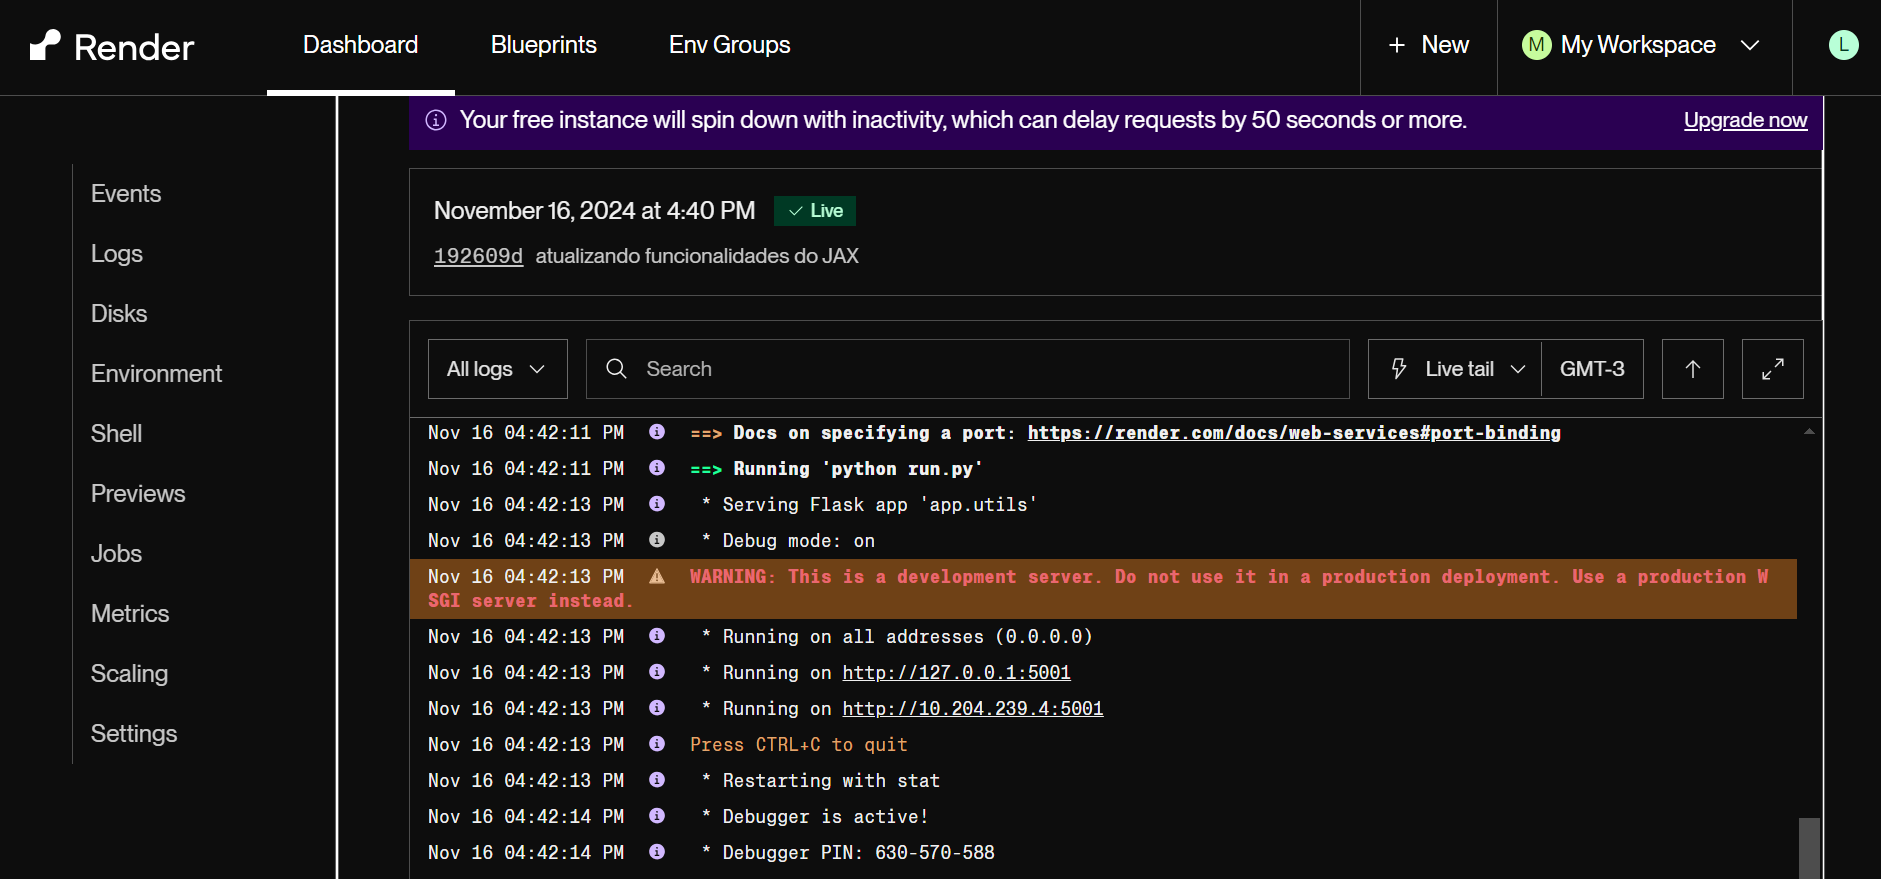 Render
Dashboard
Blueprints
Env Groups
+ New
M My Workspace
L
Your free instance will spin down with inactivity, which can delay requests by 50 seconds or more.
Upgrade now
Events
Logs
Disks
Environment
Shell
Previews
Jobs
Metrics
Scaling
Settings
November 16, 2024 at 4:40 PM
Live
192609d atualizando funcionalidades do JAX
All logs
Search
Live tail
GMT-3
Nov 16 04:42:11 PM ==> Docs on specifying a port: https://render.com/docs/web-services#port-binding
Nov 16 04:42:11 PM ==> Running 'python run.py'
Nov 16 04:42:13 PM * Serving Flask app 'app.utils'
Nov 16 04:42:13 PM * Debug mode: on
Nov 16 04:42:13 PM WARNING: This is a development server. Do not use it in a production deployment. Use a production W
SGI server instead.
Nov 16 04:42:13 PM * Running on all addresses (0.0.0.0)
Nov 16 04:42:13 PM * Running on http://127.0.0.1:5001
Nov 16 04:42:13 PM * Running on http://10.204.239.4:5001
Nov 16 04:42:13 PM Press CTRL+C to quit
Nov 16 04:42:13 PM * Restarting with stat
Nov 16 04:42:14 PM * Debugger is active!
Nov 16 04:42:14 PM * Debugger PIN: 630-570-588